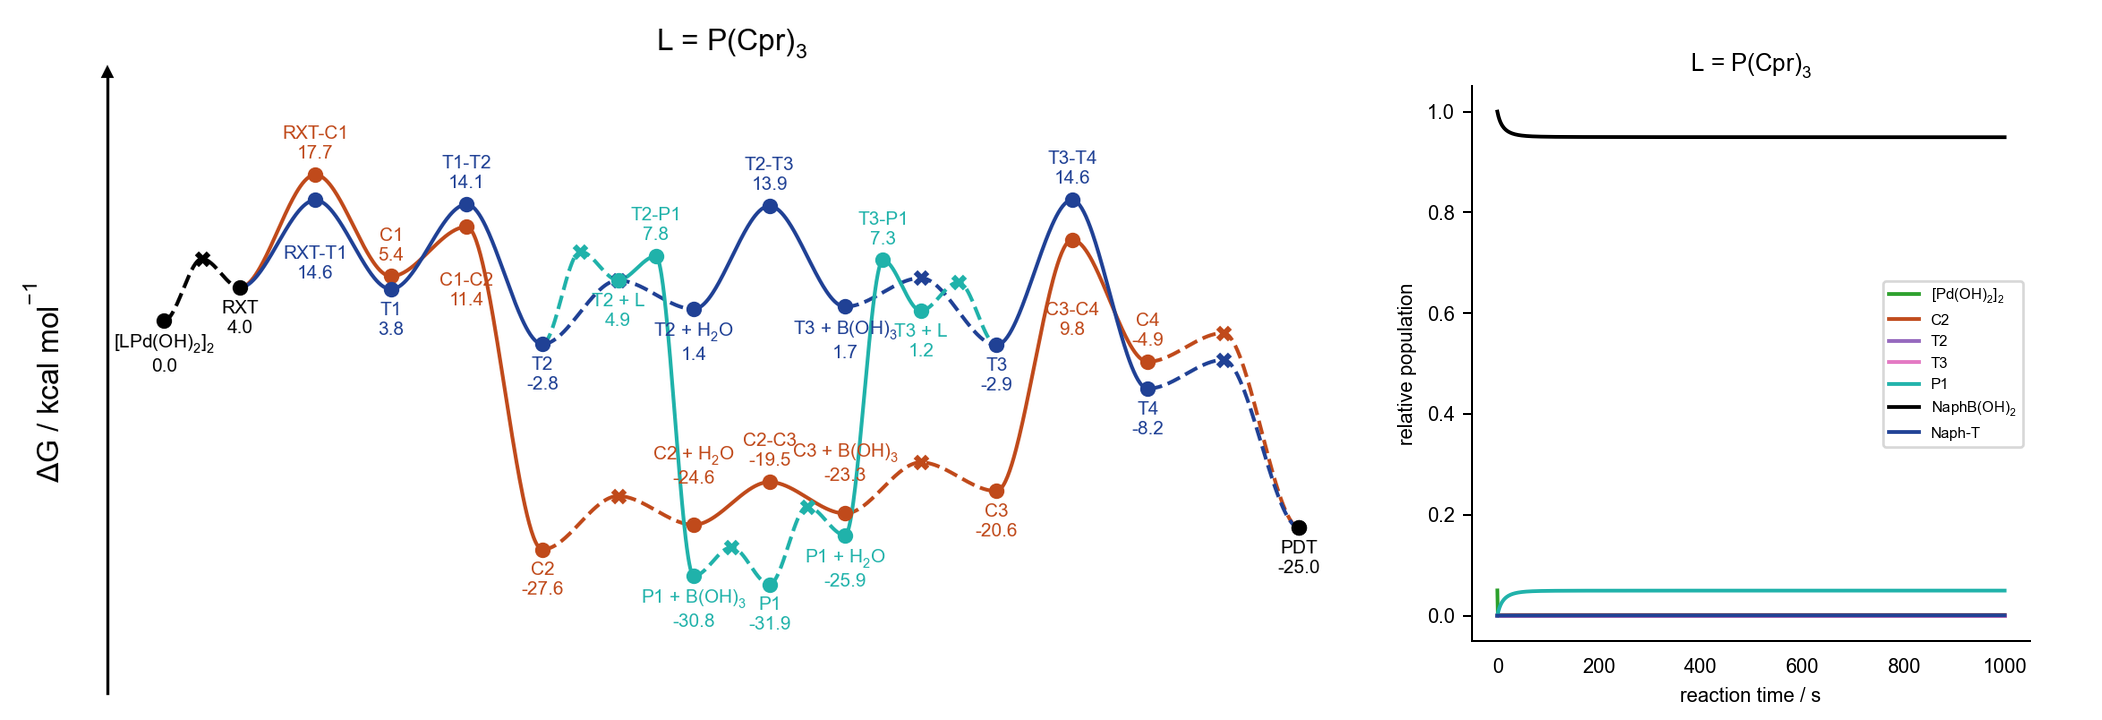 L = P(Cpr)₃
ΔG / kcal mol⁻¹
[LPd(OH)₂]₂
0.0
RXT
4.0
RXT-C1
17.7
RXT-T1
14.6
C1
5.4
T1
3.8
T1-T2
14.1
C1-C2
11.4
T2
-2.8
C2
-27.6
T2 + L
4.9
T2-P1
7.8
T2 + H₂O
1.4
C2 + H₂O
-24.6
P1 + B(OH)₃
-30.8
T2-T3
13.9
C2-C3
-19.5
P1
-31.9
T3 + B(OH)₃
1.7
C3 + B(OH)₃
-23.3
P1 + H₂O
-25.9
T3-P1
7.3
T3 + L
1.2
T3
-2.9
C3
-20.6
T3-T4
14.6
C3-C4
9.8
C4
-4.9
T4
-8.2
PDT
-25.0
L = P(Cpr)₃
relative population
1.0
0.8
0.6
0.4
0.2
0.0
0 200 400 600 800 1000
reaction time / s
[Pd(OH)₂]₂
C2
T2
T3
P1
NaphB(OH)₂
Naph-T